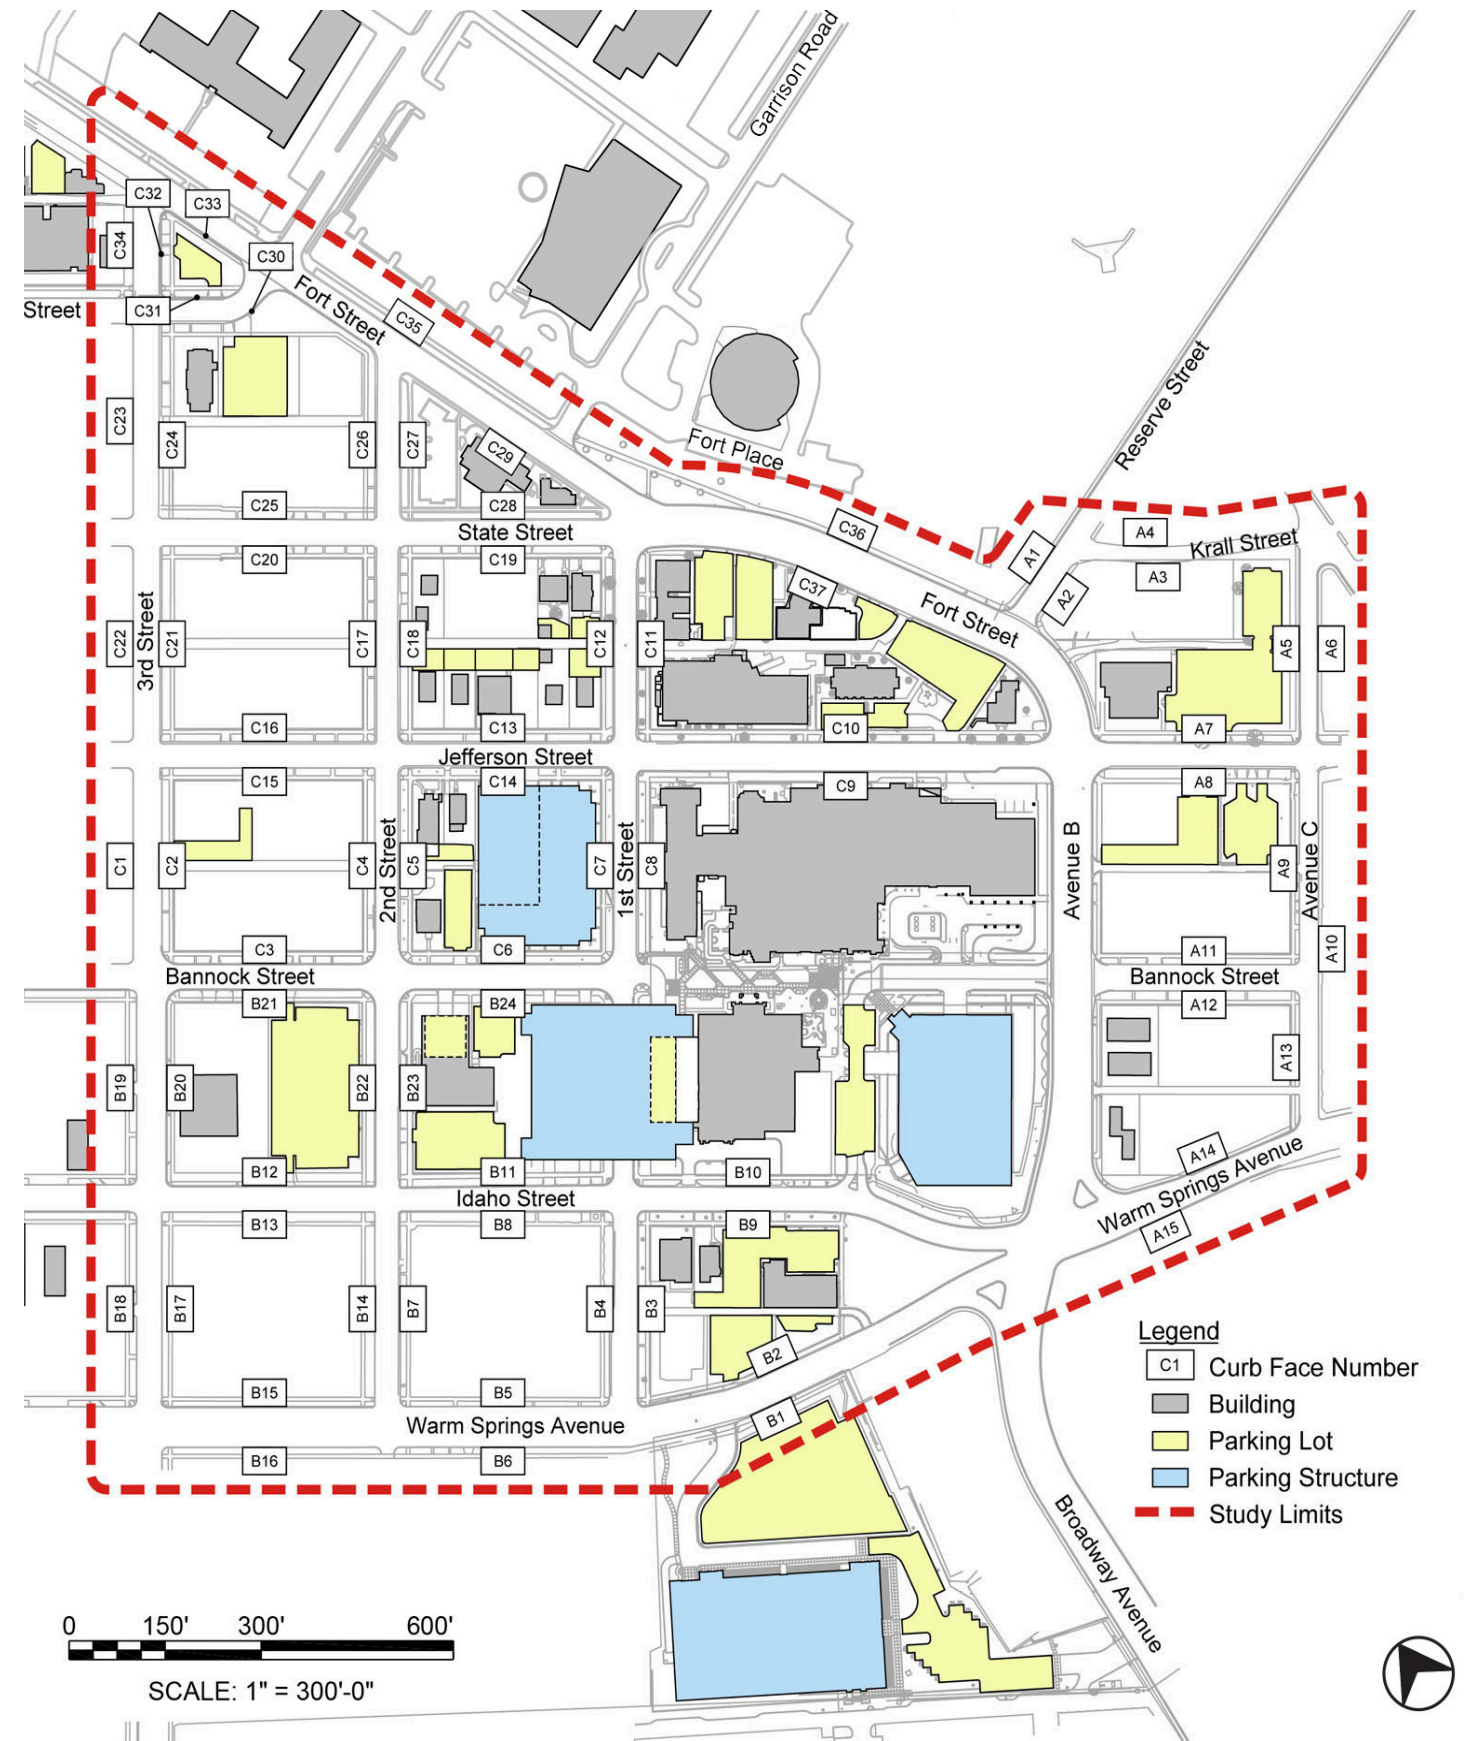 Garrison Road
C32
C33
C34
C30
Street
C31
Fort Street
C35
Reserve Street
C23
C24
C26
C27
C29
Fort Place
C25
C28
State Street
C36
A1
A4
Krall Street
A3
A2
C20
C19
C37
Fort Street
3rd Street
C22
C21
C17
C18
C12
C11
A5
A6
C16
C13
C10
A7
Jefferson Street
C15
C14
C9
A8
C1
C2
C4
2nd Street
C5
C7
1st Street
C8
Avenue B
A9
Avenue C
C3
C6
A11
A10
Bannock Street
Bannock Street
B21
B24
A12
B19
B20
B22
B23
A13
B12
B11
B10
A14
Idaho Street
Warm Springs Avenue
B13
B8
B9
A15
B18
B17
B14
B7
B4
B3
B2
B15
B5
Warm Springs Avenue
B1
B16
B6
Legend
C1 Curb Face Number
Building
Parking Lot
Parking Structure
Study Limits
Broadway Avenue
0 150' 300' 600'
SCALE: 1" = 300'-0"